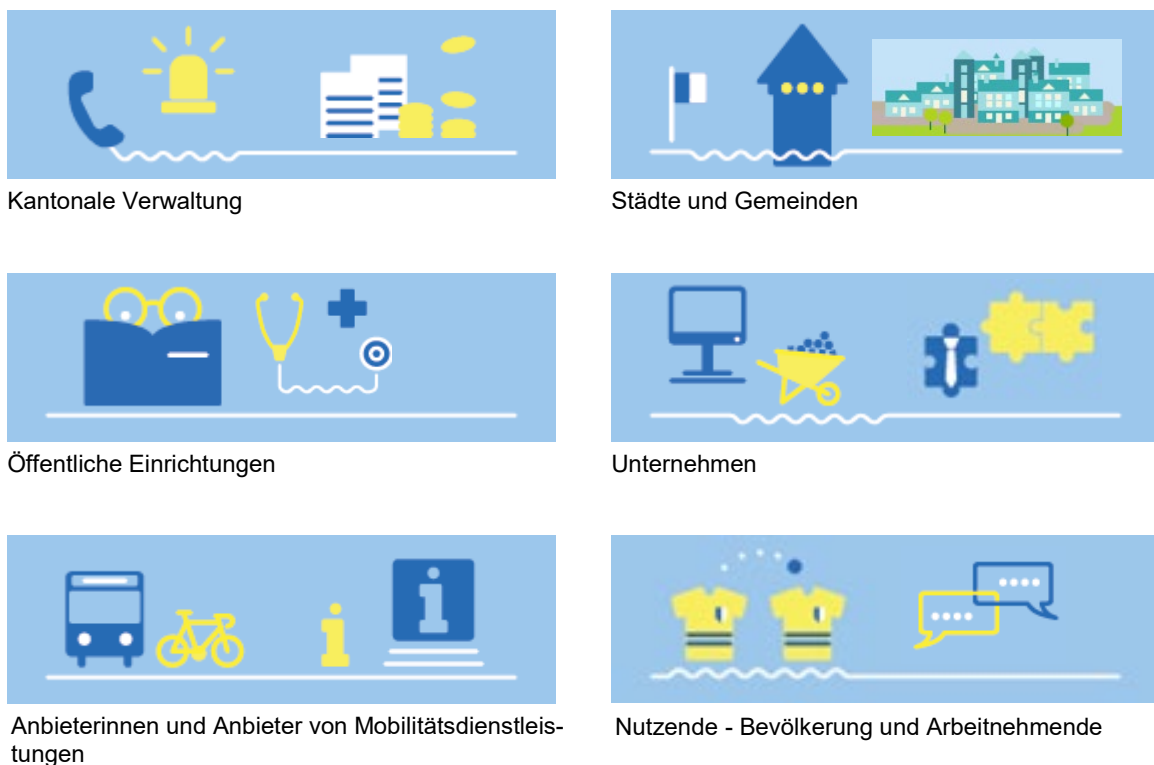 Kantonale Verwaltung
Städte und Gemeinden
Öffentliche Einrichtungen
Unternehmen
Anbieterinnen und Anbieter von Mobilitätsdienstleis-
tungen
Nutzende - Bevölkerung und Arbeitnehmende